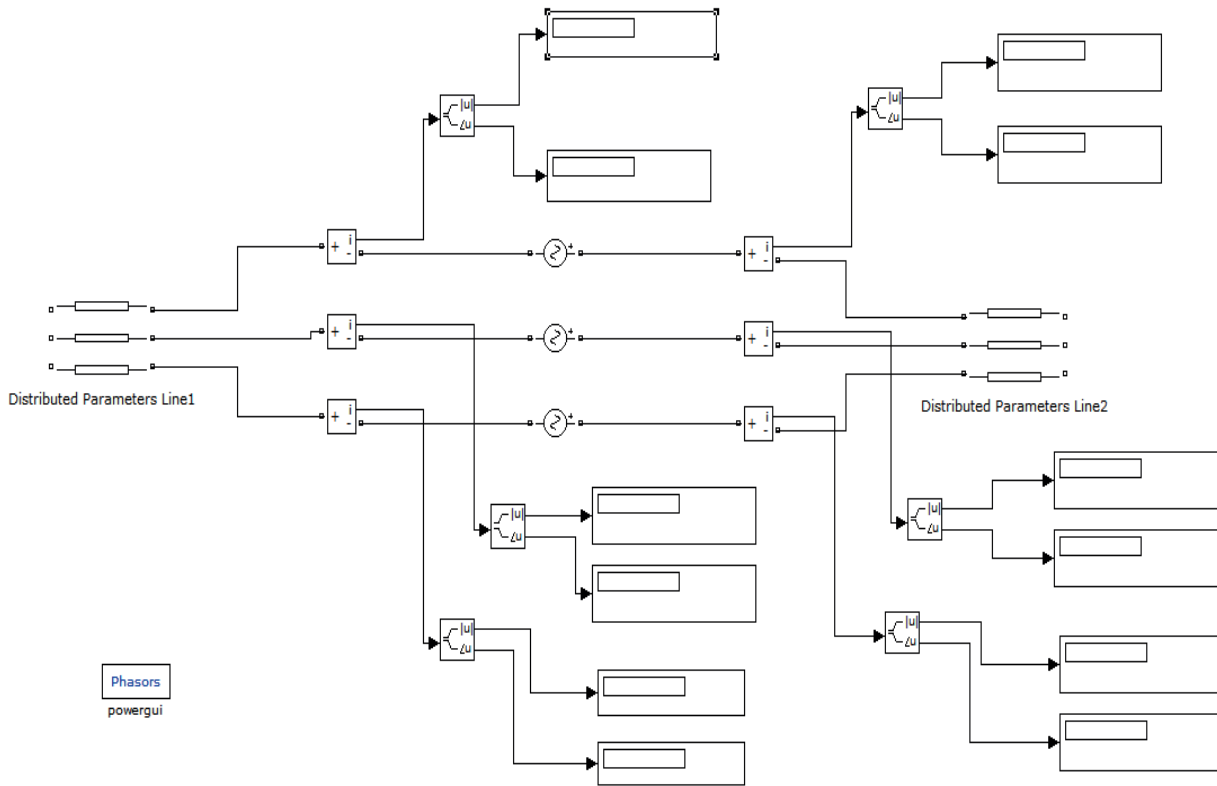 |u|
∠u
|u|
∠u
+ i -
+
+ i -
+ i -
+
+ i -
Distributed Parameters Line1
Distributed Parameters Line2
+ i -
+
+ i -
|u|
∠u
|u|
∠u
|u|
∠u
|u|
∠u
Phasors
powergui